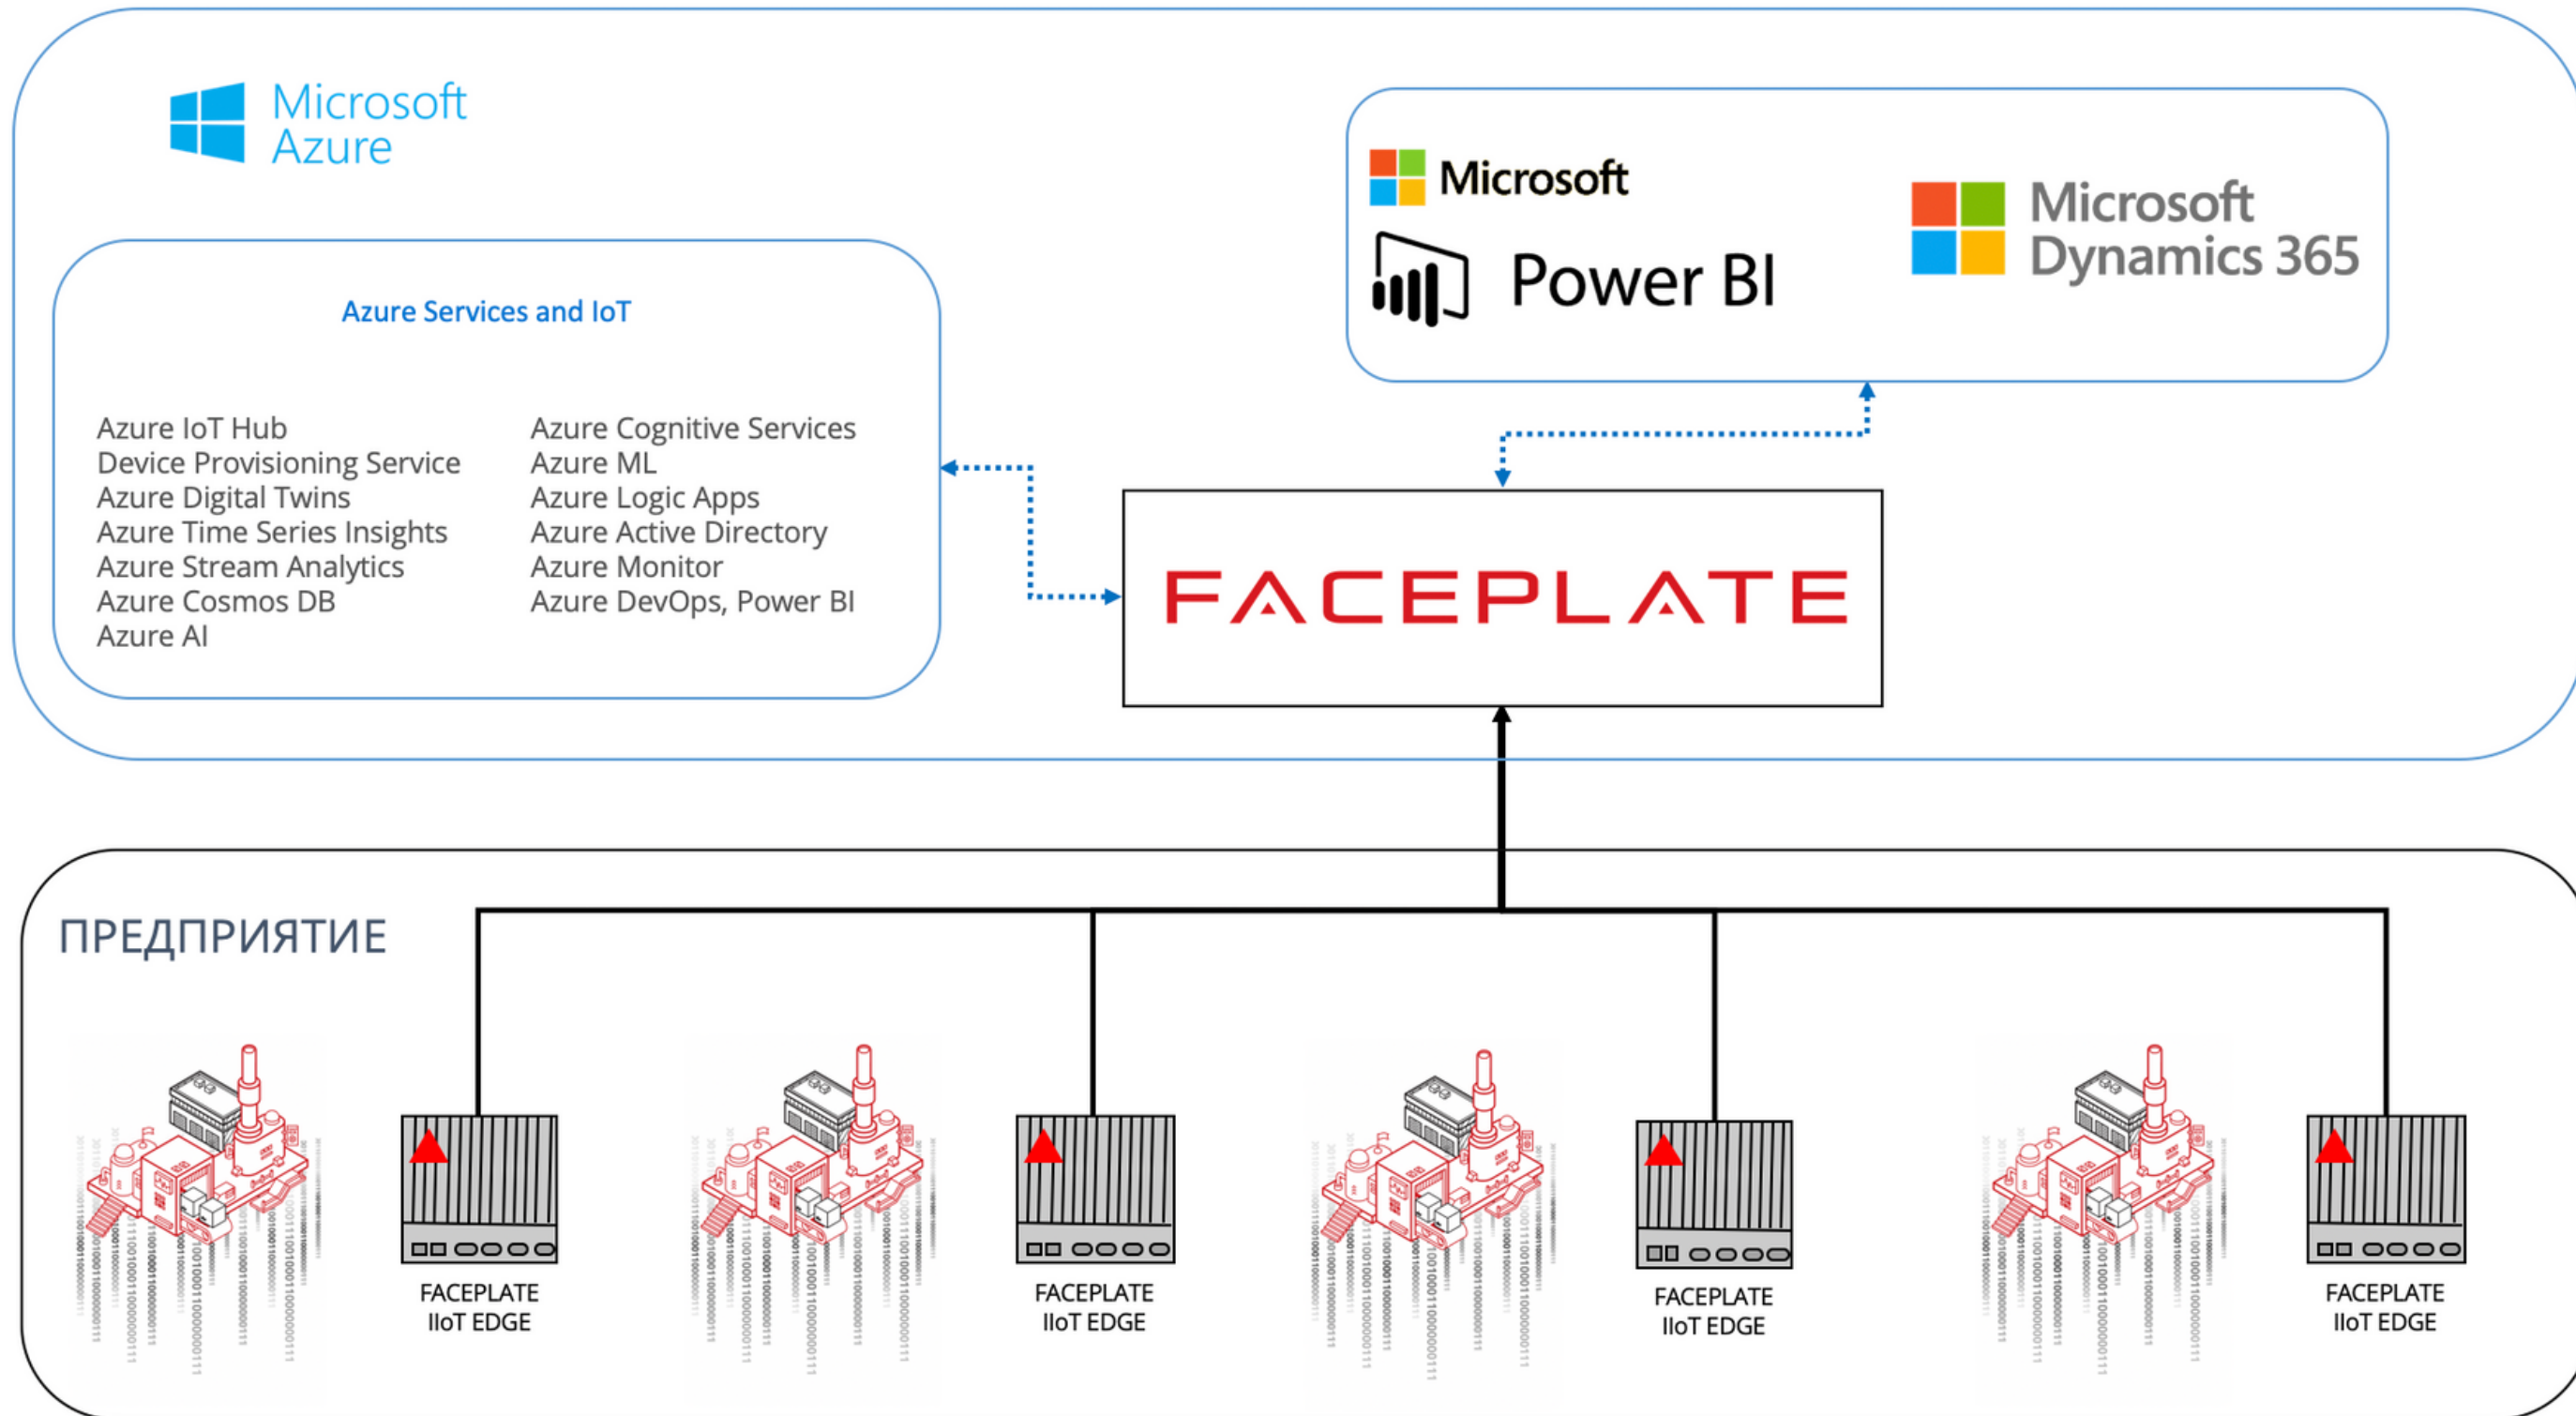 Microsoft
Azure
Azure Services and IoT
Azure IoT Hub
Device Provisioning Service
Azure Digital Twins
Azure Time Series Insights
Azure Stream Analytics
Azure Cosmos DB
Azure AI
Azure Cognitive Services
Azure ML
Azure Logic Apps
Azure Active Directory
Azure Monitor
Azure DevOps, Power BI
Microsoft
Power BI
Microsoft
Dynamics 365
FACEPLATE
ПРЕДПРИЯТИЕ
FACEPLATE
IIoT EDGE
FACEPLATE
IIoT EDGE
FACEPLATE
IIoT EDGE
FACEPLATE
IIoT EDGE